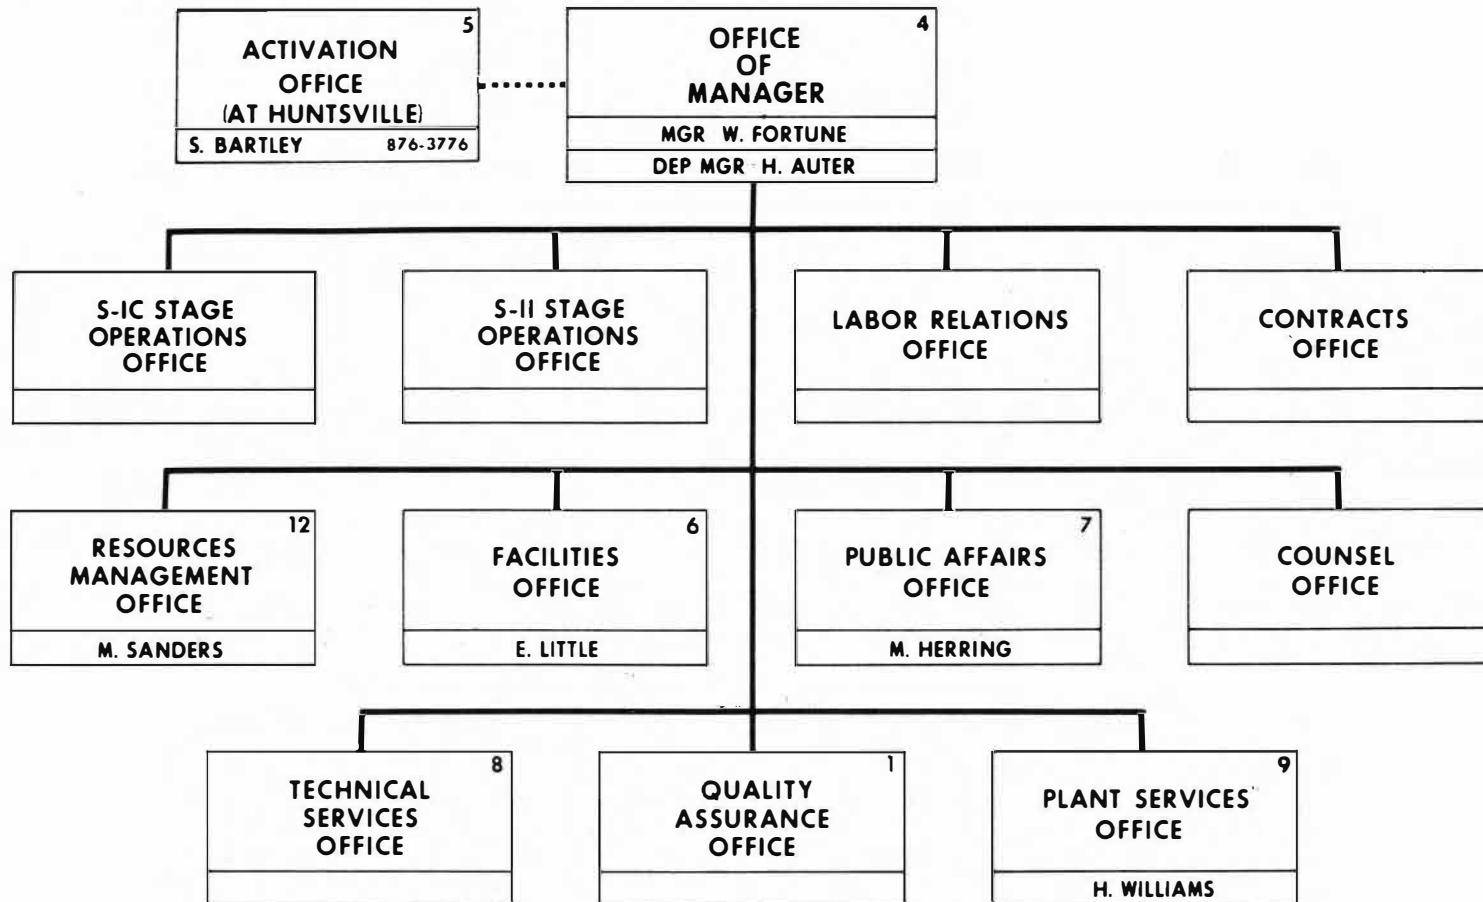 5
ACTIVATION
OFFICE
(AT HUNTSVILLE)
S. BARTLEY 876-3776
4
OFFICE
OF
MANAGER
MGR W. FORTUNE
DEP MGR H. AUTER
S-IC STAGE
OPERATIONS
OFFICE
S-II STAGE
OPERATIONS
OFFICE
LABOR RELATIONS
OFFICE
CONTRACTS
OFFICE
12
RESOURCES
MANAGEMENT
OFFICE
M. SANDERS
6
FACILITIES
OFFICE
E. LITTLE
7
PUBLIC AFFAIRS
OFFICE
M. HERRING
COUNSEL
OFFICE
8
TECHNICAL
SERVICES
OFFICE
1
QUALITY
ASSURANCE
OFFICE
9
PLANT SERVICES
OFFICE
H. WILLIAMS